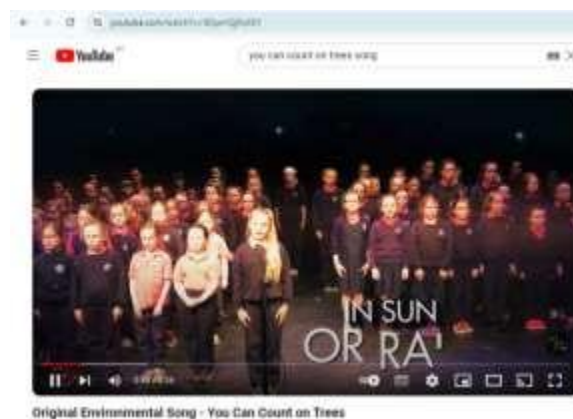 YouTube
you can count on trees song
IN SUN
OR RA
Original Environmental Song - You Can Count on Trees